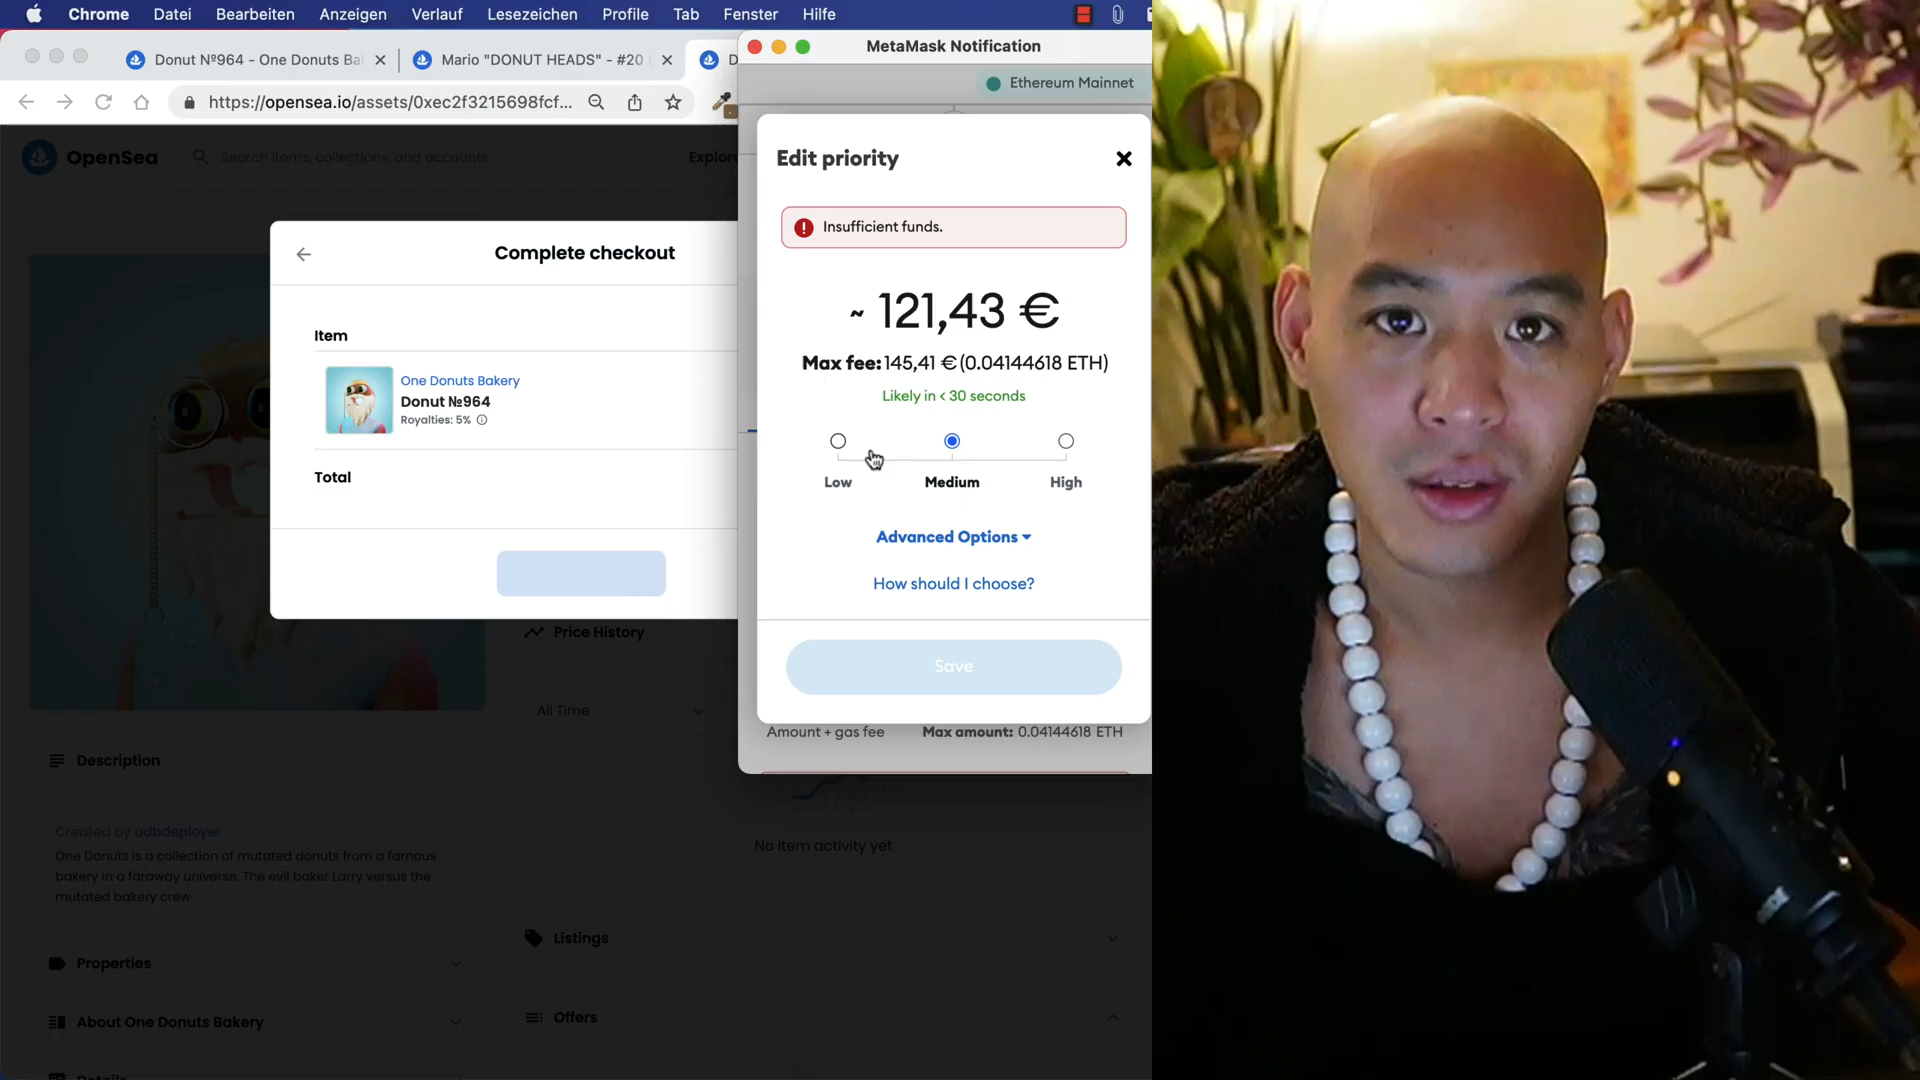 Chrome Datei Bearbeiten Anzeigen Verlauf Lesezeichen Profile Tab Fenster Hilfe
Donut Nº964 - One Donuts Ba
Mario "DONUT HEADS" - #20
D
https://opensea.io/assets/0xec2f3215698fcf...
OpenSea
Search items, collections, and accounts
Explore
MetaMask Notification
Ethereum Mainnet
Edit priority
Insufficient funds.
~ 121,43 €
Max fee: 145,41 € (0.04144618 ETH)
Likely in < 30 seconds
Low
Medium
High
Advanced Options
How should I choose?
Save
Amount + gas fee
Max amount: 0.04144618 ETH
Complete checkout
Item
One Donuts Bakery
Donut №964
Royalties: 5%
Total
Price History
All Time
No item activity yet
Description
Created by odbdeployer
One Donuts is a collection of mutated donuts from a famous
bakery in a faraway universe. The evil baker Larry versus the
mutated bakery crew.
Properties
About One Donuts Bakery
Listings
Offers